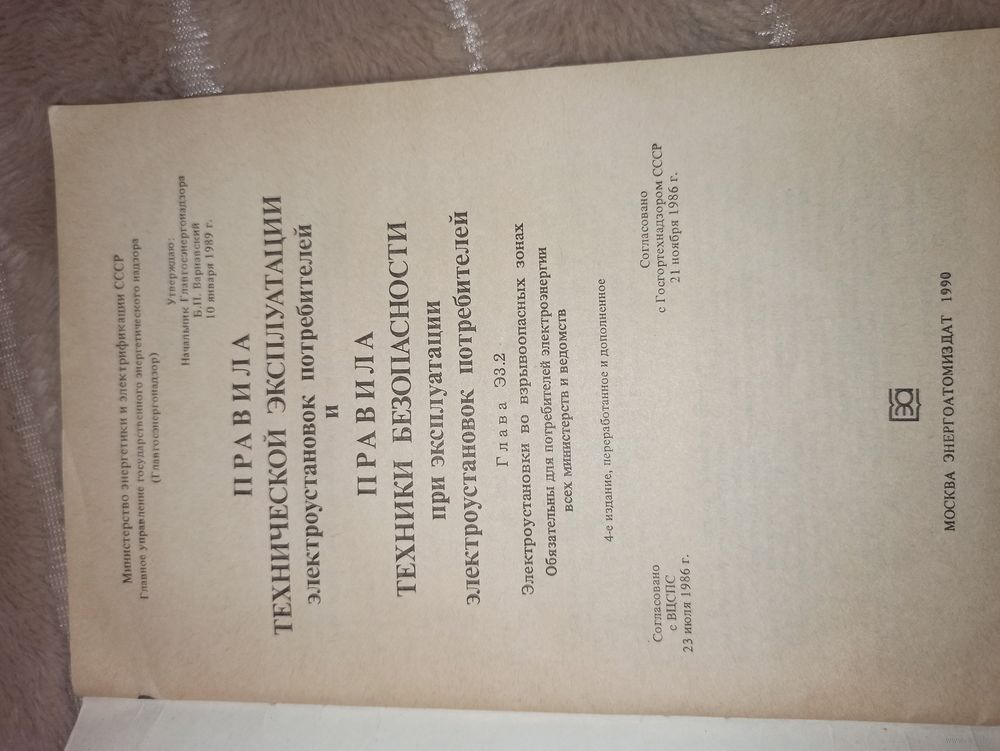 Министерство энергетики и электрификации СССР
Главное управление государственного энергетического надзора
(Главгосэнергонадзор)
Утверждаю:
Начальник Главгосэнергонадзора
Б.П. Варнавский
10 января 1989 г.
ПРАВИЛА
ТЕХНИЧЕСКОЙ ЭКСПЛУАТАЦИИ
электроустановок потребителей
и
ПРАВИЛА
ТЕХНИКИ БЕЗОПАСНОСТИ
при эксплуатации
электроустановок потребителей
Глава Э3.2
Электроустановки во взрывоопасных зонах
Обязательны для потребителей электроэнергии
всех министерств и ведомств
4-е издание, переработанное и дополненное
Согласовано
с ВЦСПС
23 июля 1986 г.
Согласовано
с Госгортехнадзором СССР
21 ноября 1986 г.
МОСКВА ЭНЕРГОАТОМИЗДАТ 1990